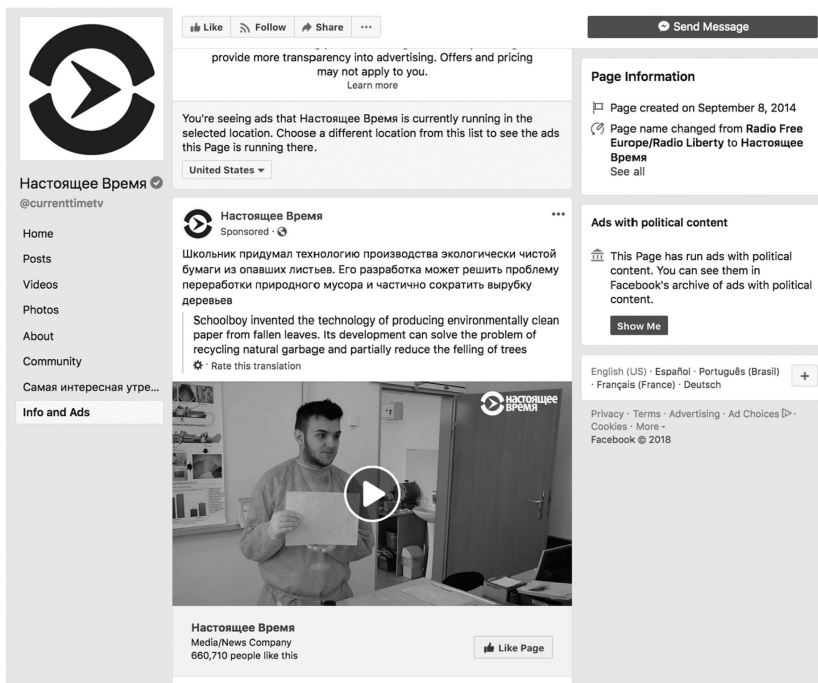 Настоящее Время
@currenttimetv
Home
Posts
Videos
Photos
About
Community
Самая интересная утре...
Info and Ads
Like
Follow
Share
provide more transparency into advertising. Offers and pricing
may not apply to you.
Learn more
You're seeing ads that Настоящее Время is currently running in the
selected location. Choose a different location from this list to see the ads
this Page is running there.
United States
Настоящее Время
Sponsored ·
Школьник придумал технологию производства экологически чистой
бумаги из опавших листьев. Его разработка может решить проблему
переработки природного мусора и частично сократить вырубку
деревьев
Schoolboy invented the technology of producing environmentally clean
paper from fallen leaves. Its development can solve the problem of
recycling natural garbage and partially reduce the felling of trees
· Rate this translation
НАСТОЯЩЕЕ
ВРЕМЯ
Настоящее Время
Media/News Company
660,710 people like this
Like Page
Send Message
Page Information
Page created on September 8, 2014
Page name changed from Radio Free
Europe/Radio Liberty to Настоящее
Время
See all
Ads with political content
This Page has run ads with political
content. You can see them in
Facebook's archive of ads with political
content.
Show Me
English (US) · Español · Português (Brasil)
· Français (France) · Deutsch
+
Privacy · Terms · Advertising · Ad Choices ·
Cookies · More
Facebook © 2018